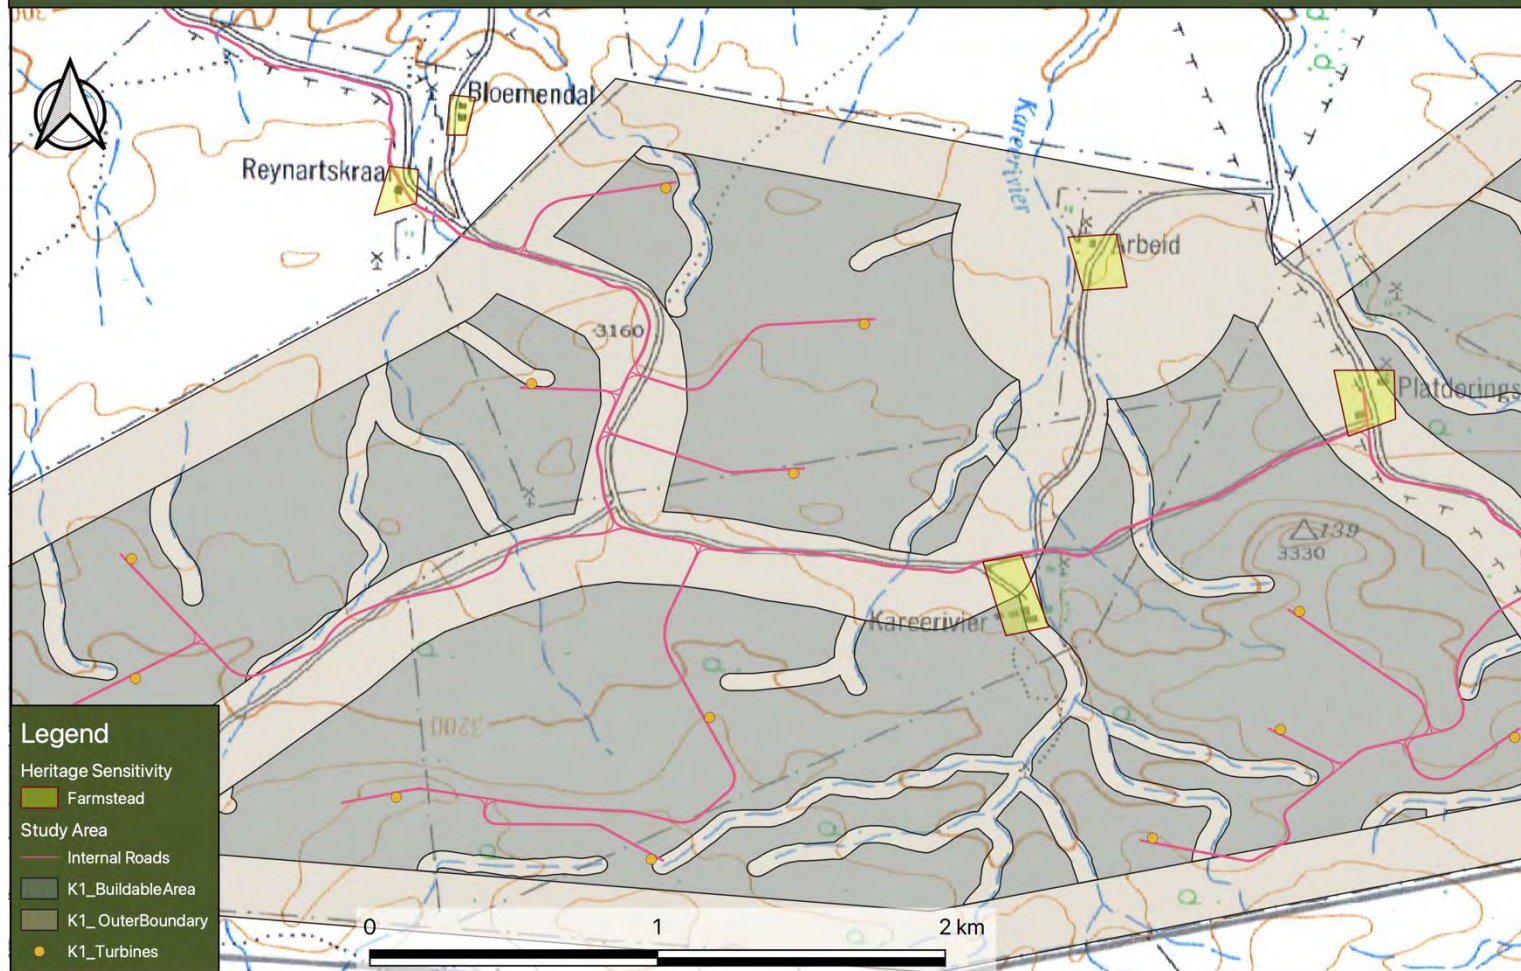 Bloemendal
Reynartskraa
Kareerivier
Arbeid
·3160
Platdorings
139
3330
Kareerivier
3200
Legend
Heritage Sensitivity
Farmstead
Study Area
Internal Roads
K1_BuildableArea
K1_OuterBoundary
K1_Turbines
0
1
2 km